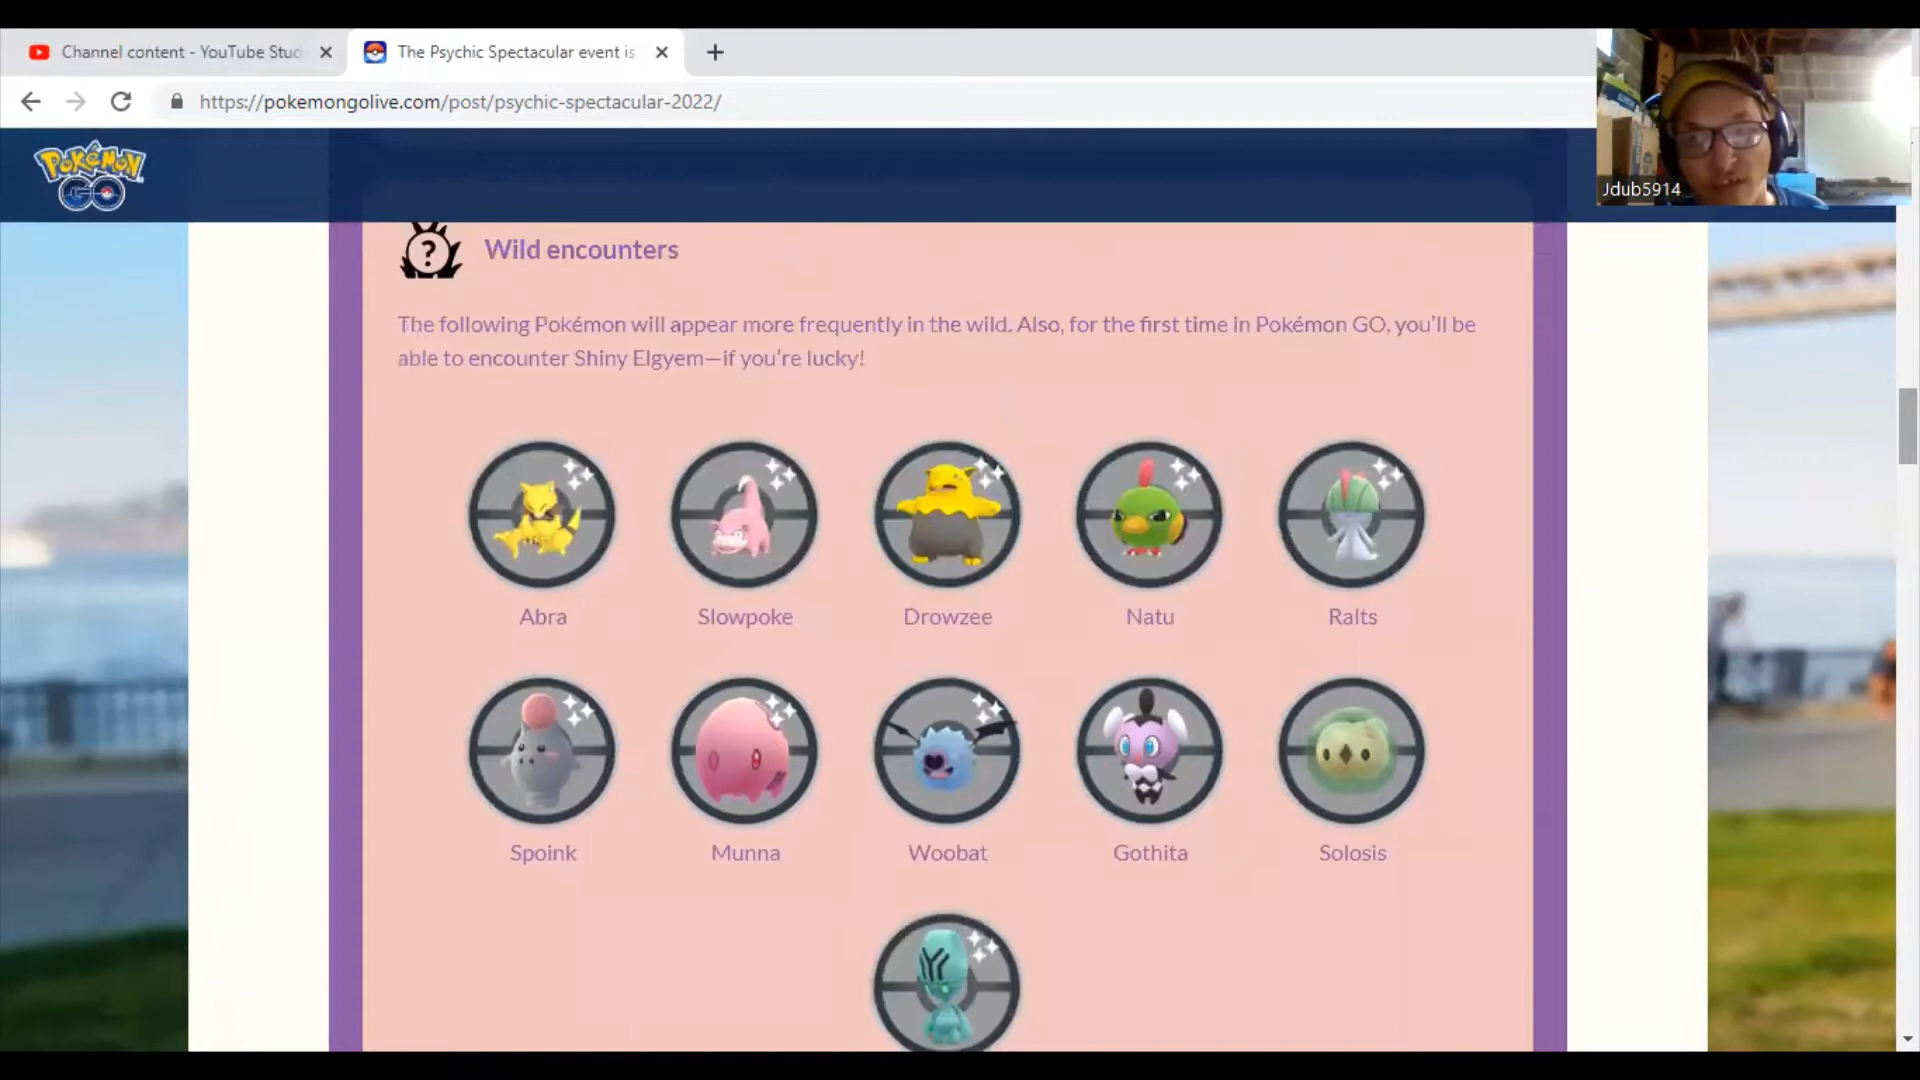 Channel content - YouTube Stud
The Psychic Spectacular event is
https://pokemongolive.com/post/psychic-spectacular-2022/
Jdub5914
POKéMON
GO
?
Wild encounters
The following Pokémon will appear more frequently in the wild. Also, for the first time in Pokémon GO, you'll be
able to encounter Shiny Elgyem—if you're lucky!
Abra
Slowpoke
Drowzee
Natu
Ralts
Spoink
Munna
Woobat
Gothita
Solosis